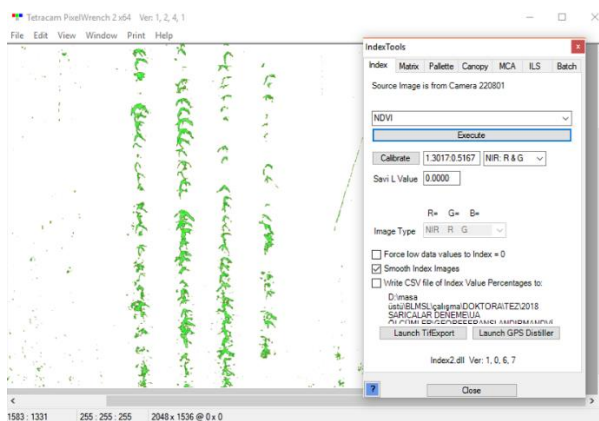 Tetracam PixelWrench 2 x64 Ver: 1, 2, 4, 1
File Edit View Window Print Help
IndexTools
Index Matrix Pallette Canopy MCA ILS Batch
Source Image is from Camera 220801
NDVI
Execute
Calibrate 1.3017:0.5167 NIR: R & G
Savi L Value 0.0000
R= G= B=
Image Type NIR R G
Force low data values to Index = 0
Smooth Index Images
Write CSV file of Index Value Percentages to:
D:\masa
üstü\BLMSL\çalışma\DOKTORA\TEZ\2018
SARICALAR DENEME\UA
Launch TifExport Launch GPS Distiller
Index2.dll Ver: 1, 0, 6, 7
? Close
1583 : 1331 255 : 255 : 255 2048 x 1536 @ 0 x 0